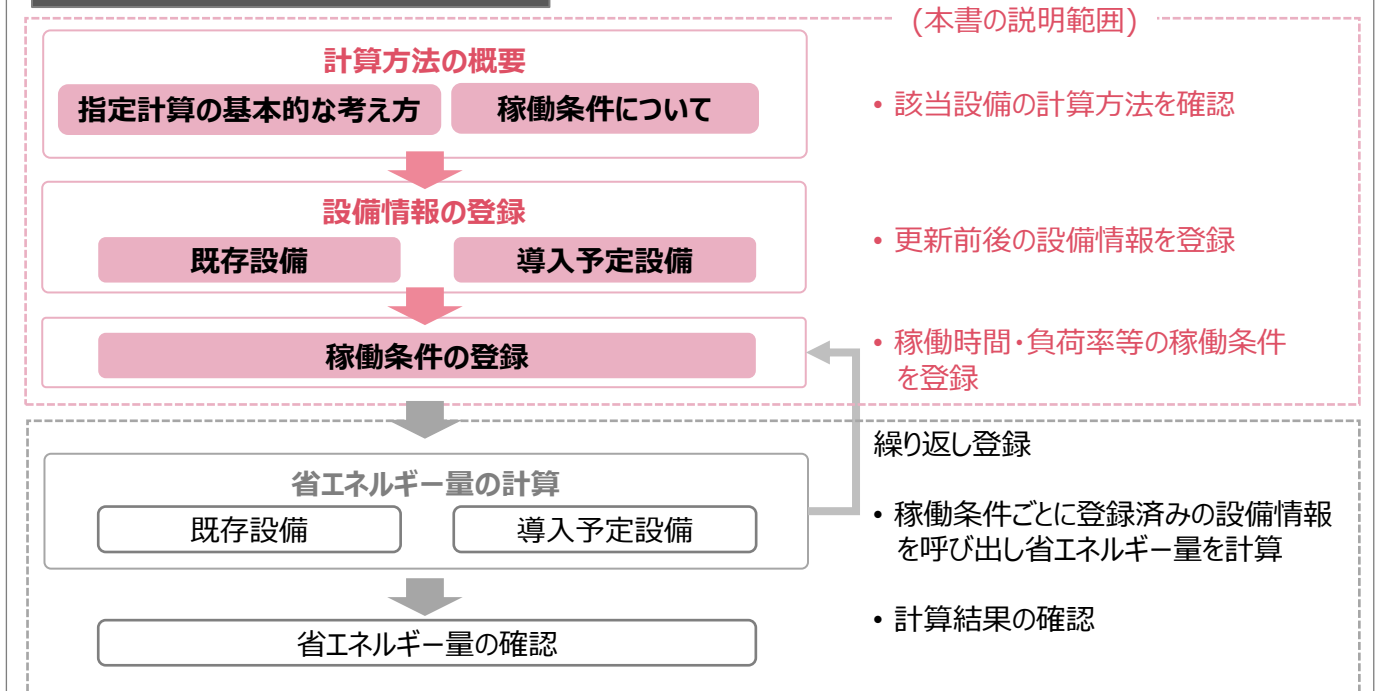 (本書の説明範囲)
計算方法の概要
指定計算の基本的な考え方
稼働条件について
• 該当設備の計算方法を確認
設備情報の登録
既存設備
導入予定設備
• 更新前後の設備情報を登録
稼働条件の登録
• 稼働時間・負荷率等の稼働条件
を登録
繰り返し登録
省エネルギー量の計算
既存設備
導入予定設備
• 稼働条件ごとに登録済みの設備情報
を呼び出し省エネルギー量を計算
省エネルギー量の確認
• 計算結果の確認